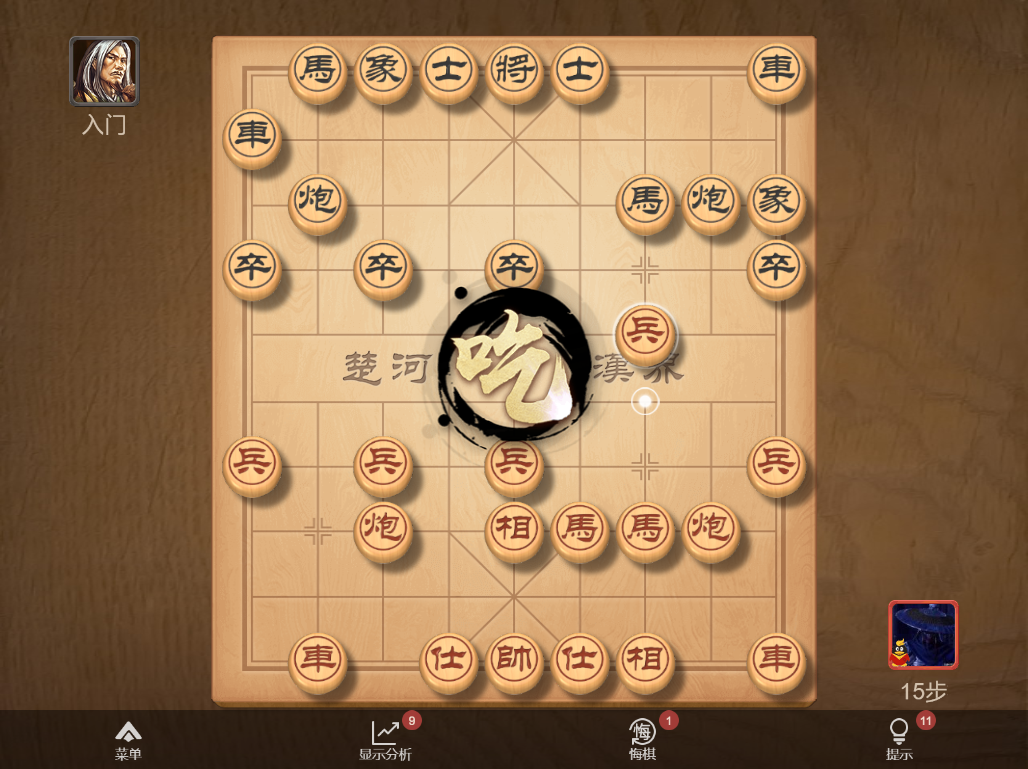 馬 象 士 將 士 車
入门
車
炮 馬 炮 象
卒 卒 卒 卒
兵
楚河 吃 漢界
兵 兵 兵 兵
炮 相 馬 馬 炮
車 仕 帥 仕 相 車
15步
9 1 11
悔
菜单 显示分析 悔棋 提示